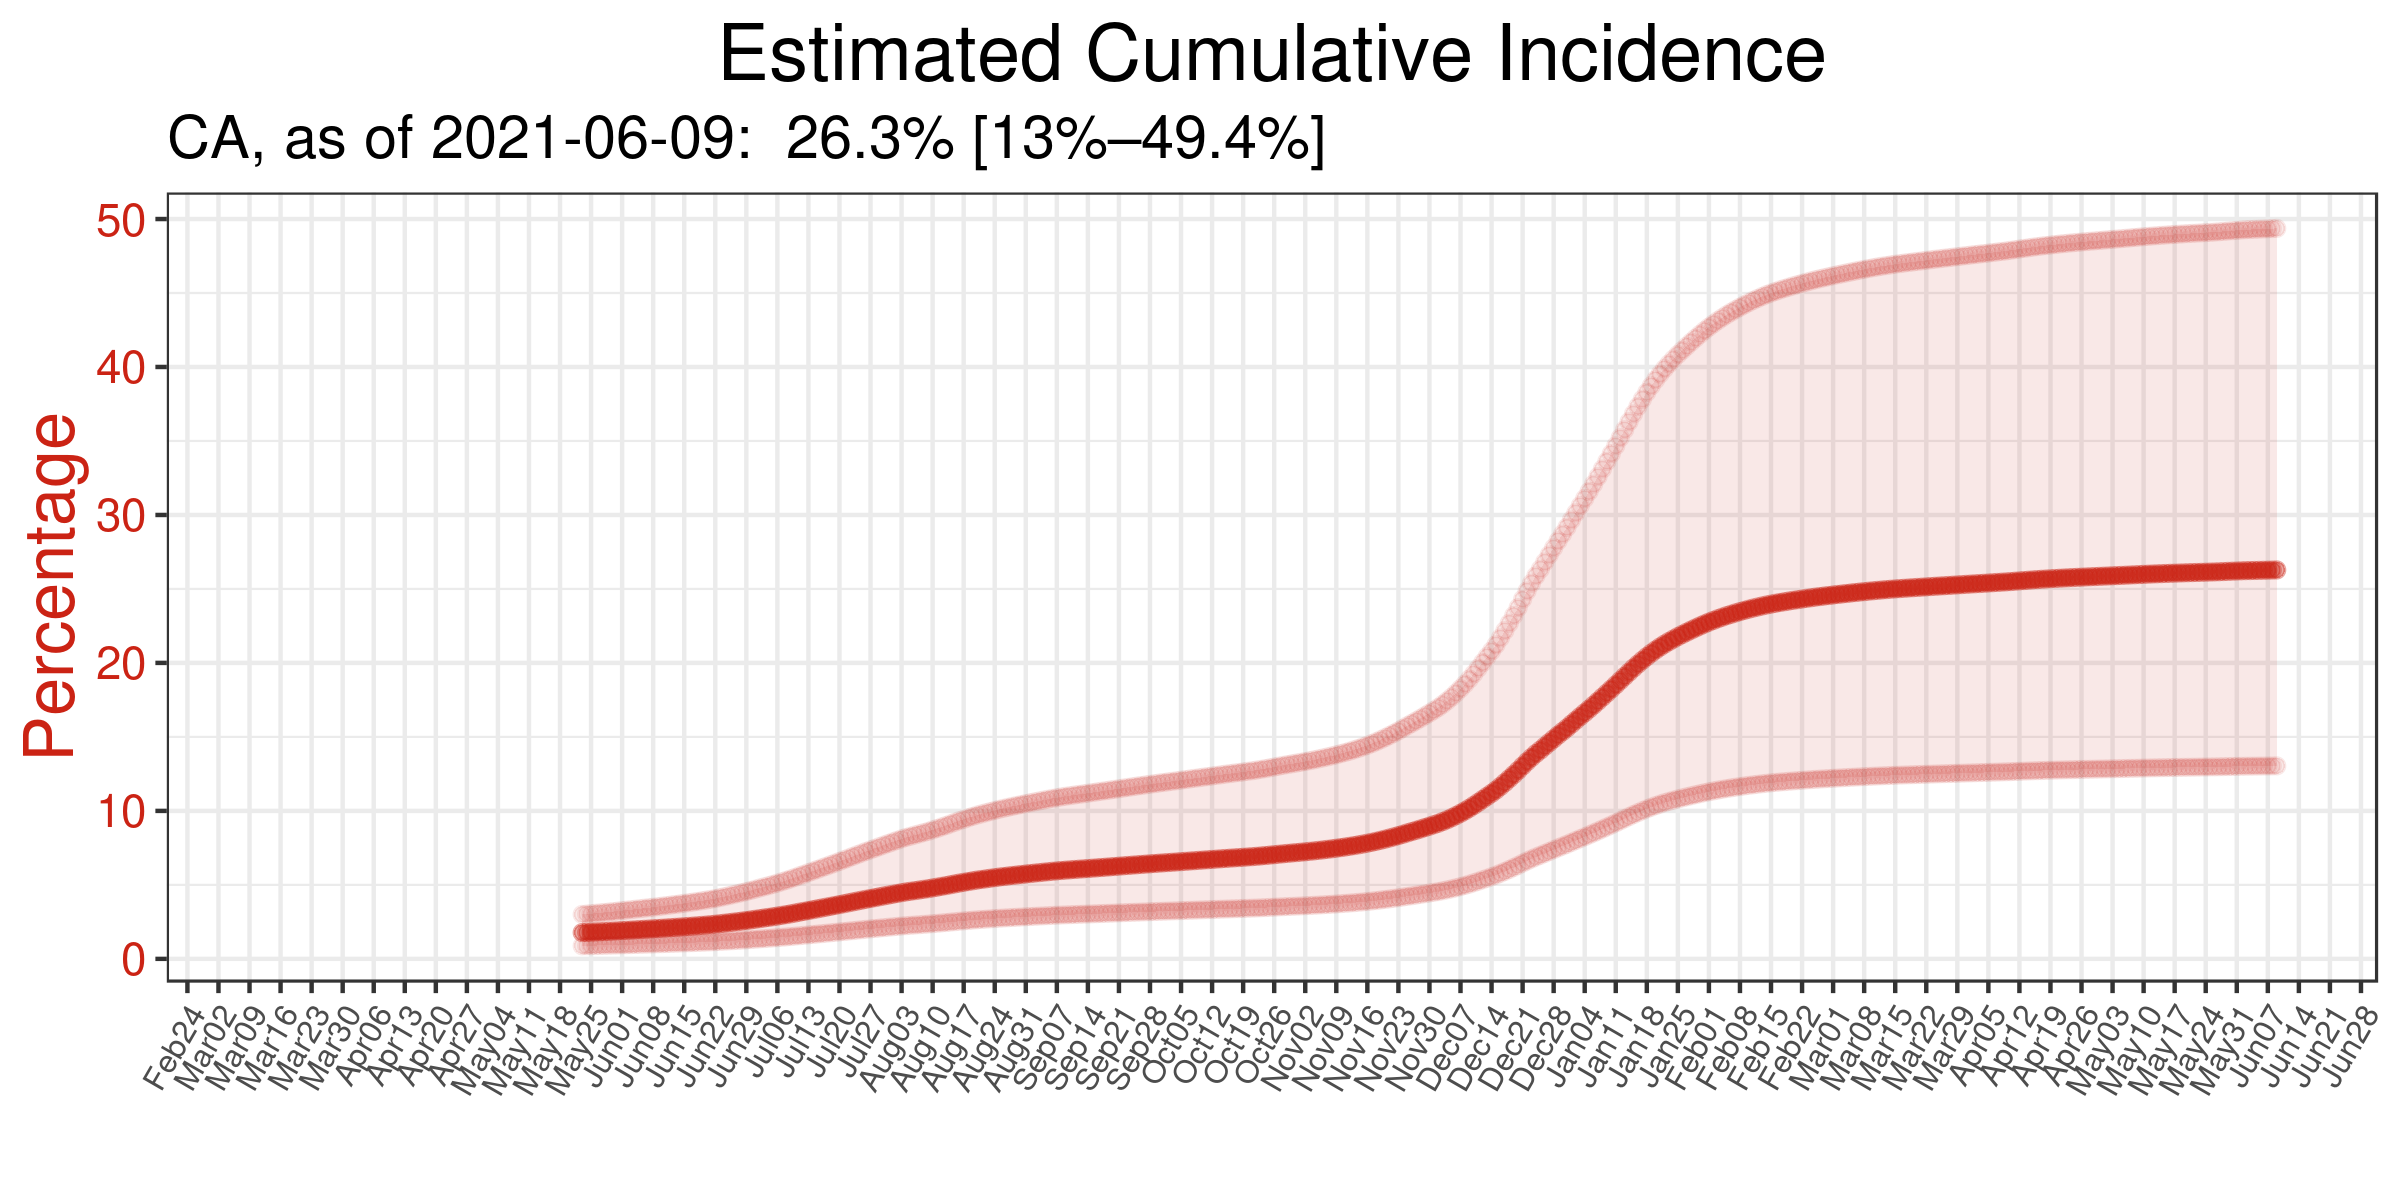 Estimated Cumulative Incidence
CA, as of 2021-06-09:  26.3% [13%–49.4%]
Percentage
50
40
30
20
10
0
Feb24
Mar02
Mar09
Mar16
Mar23
Mar30
Apr06
Apr13
Apr20
Apr27
May04
May11
May18
May25
Jun01
Jun08
Jun15
Jun22
Jun29
Jul06
Jul13
Jul20
Jul27
Aug03
Aug10
Aug17
Aug24
Aug31
Sep07
Sep14
Sep21
Sep28
Oct05
Oct12
Oct19
Oct26
Nov02
Nov09
Nov16
Nov23
Nov30
Dec07
Dec14
Dec21
Dec28
Jan04
Jan11
Jan18
Jan25
Feb01
Feb08
Feb15
Feb22
Mar01
Mar08
Mar15
Mar22
Mar29
Apr05
Apr12
Apr19
Apr26
May03
May10
May17
May24
May31
Jun07
Jun14
Jun21
Jun28